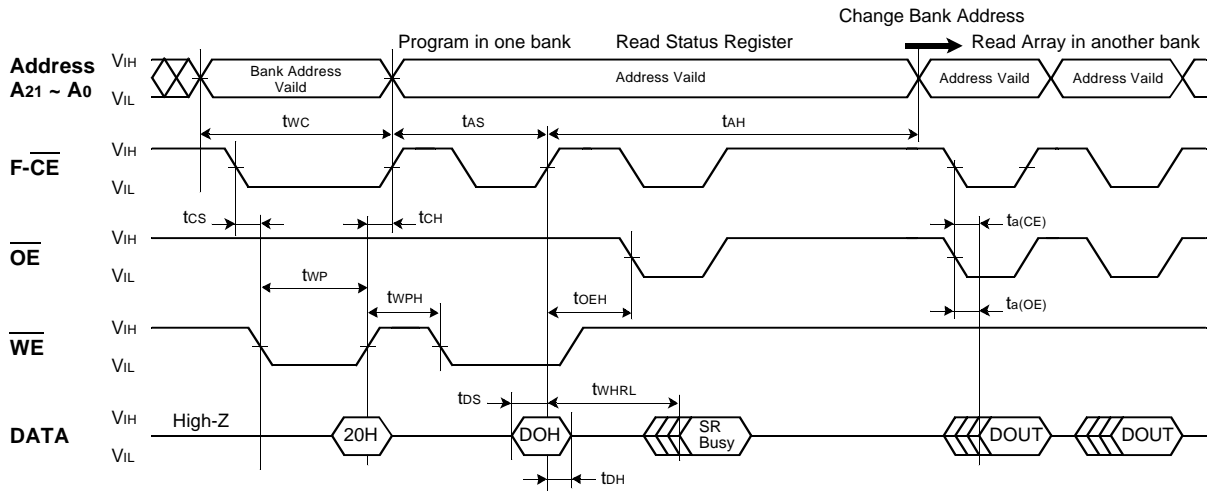 Change Bank Address
Program in one bank Read Status Register Read Array in another bank
Address A21 ~ A0
VIH
VIL
Bank Address Vaild
Address Vaild
Address Vaild
Address Vaild
tWC
tAS
tAH
F-CE
VIH
VIL
tCS
tCH
ta(CE)
OE
VIH
VIL
tWP
tWPH
tOEH
ta(OE)
WE
VIH
VIL
tDS
tWHRL
DATA
VIH
VIL
High-Z
20H
DOH
SR Busy
DOUT
DOUT
tDH